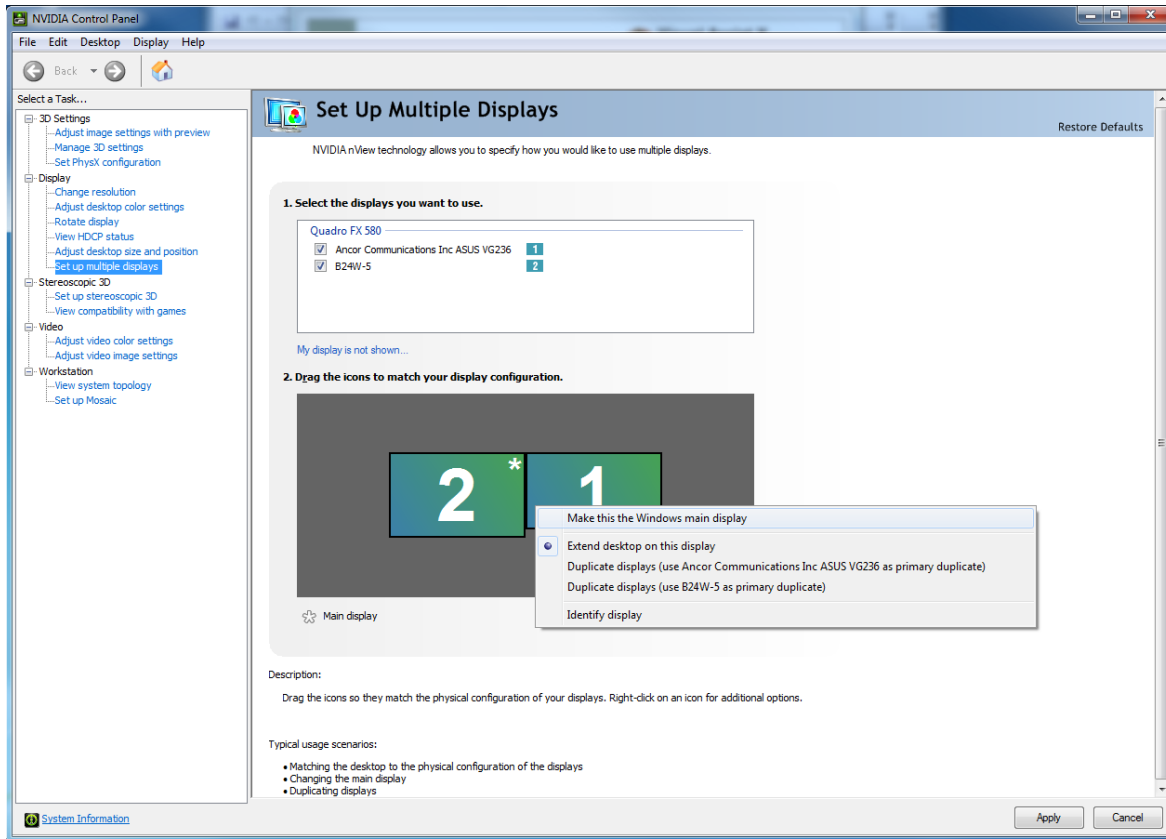 NVIDIA Control Panel
File Edit Desktop Display Help
Back
Select a Task...
3D Settings
Adjust image settings with preview
Manage 3D settings
Set PhysX configuration
Display
Change resolution
Adjust desktop color settings
Rotate display
View HDCP status
Adjust desktop size and position
Set up multiple displays
Stereoscopic 3D
Set up stereoscopic 3D
View compatibility with games
Video
Adjust video color settings
Adjust video image settings
Workstation
View system topology
Set up Mosaic
Set Up Multiple Displays
Restore Defaults
NVIDIA nView technology allows you to specify how you would like to use multiple displays.
1. Select the displays you want to use.
Quadro FX 580
Ancor Communications Inc ASUS VG236 1
B24W-5 2
My display is not shown...
2. Drag the icons to match your display configuration.
2 * 1
Make this the Windows main display
Extend desktop on this display
Duplicate displays (use Ancor Communications Inc ASUS VG236 as primary duplicate)
Duplicate displays (use B24W-5 as primary duplicate)
Identify display
Main display
Description:
Drag the icons so they match the physical configuration of your displays. Right-click on an icon for additional options.
Typical usage scenarios:
• Matching the desktop to the physical configuration of the displays
• Changing the main display
• Duplicating displays
System Information
Apply Cancel